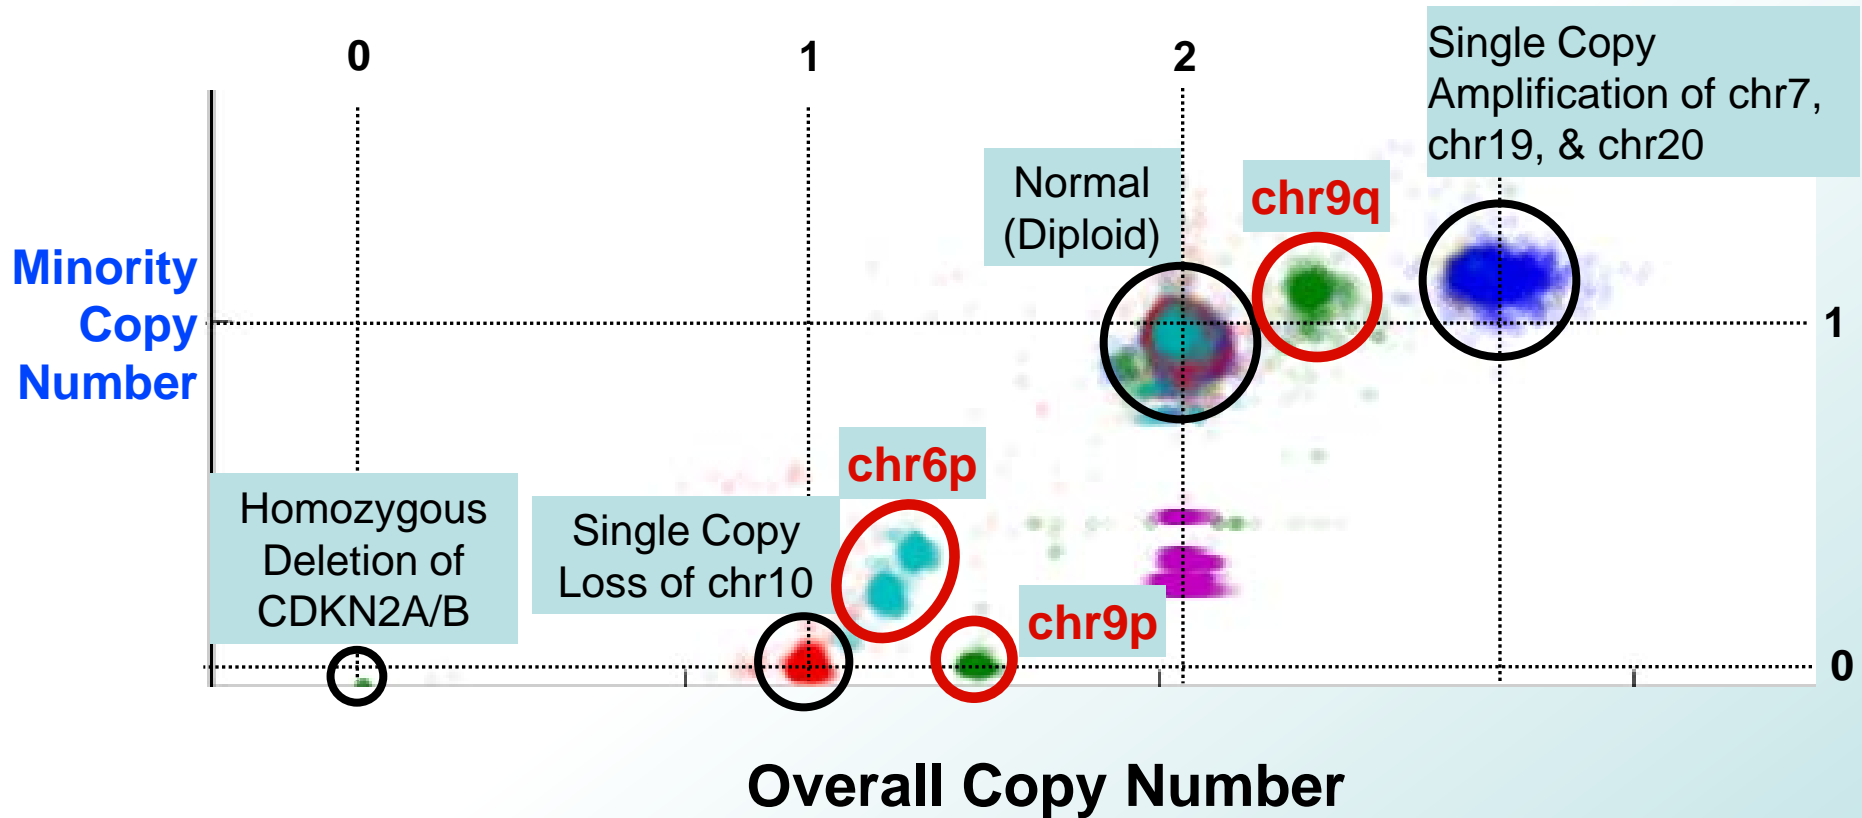 0
1
2
Single Copy
Amplification of chr7,
chr19, & chr20
Normal
(Diploid)
chr9q
Minority
Copy
Number
1
chr6p
Homozygous
Deletion of
CDKN2A/B
Single Copy
Loss of chr10
chr9p
0
Overall Copy Number